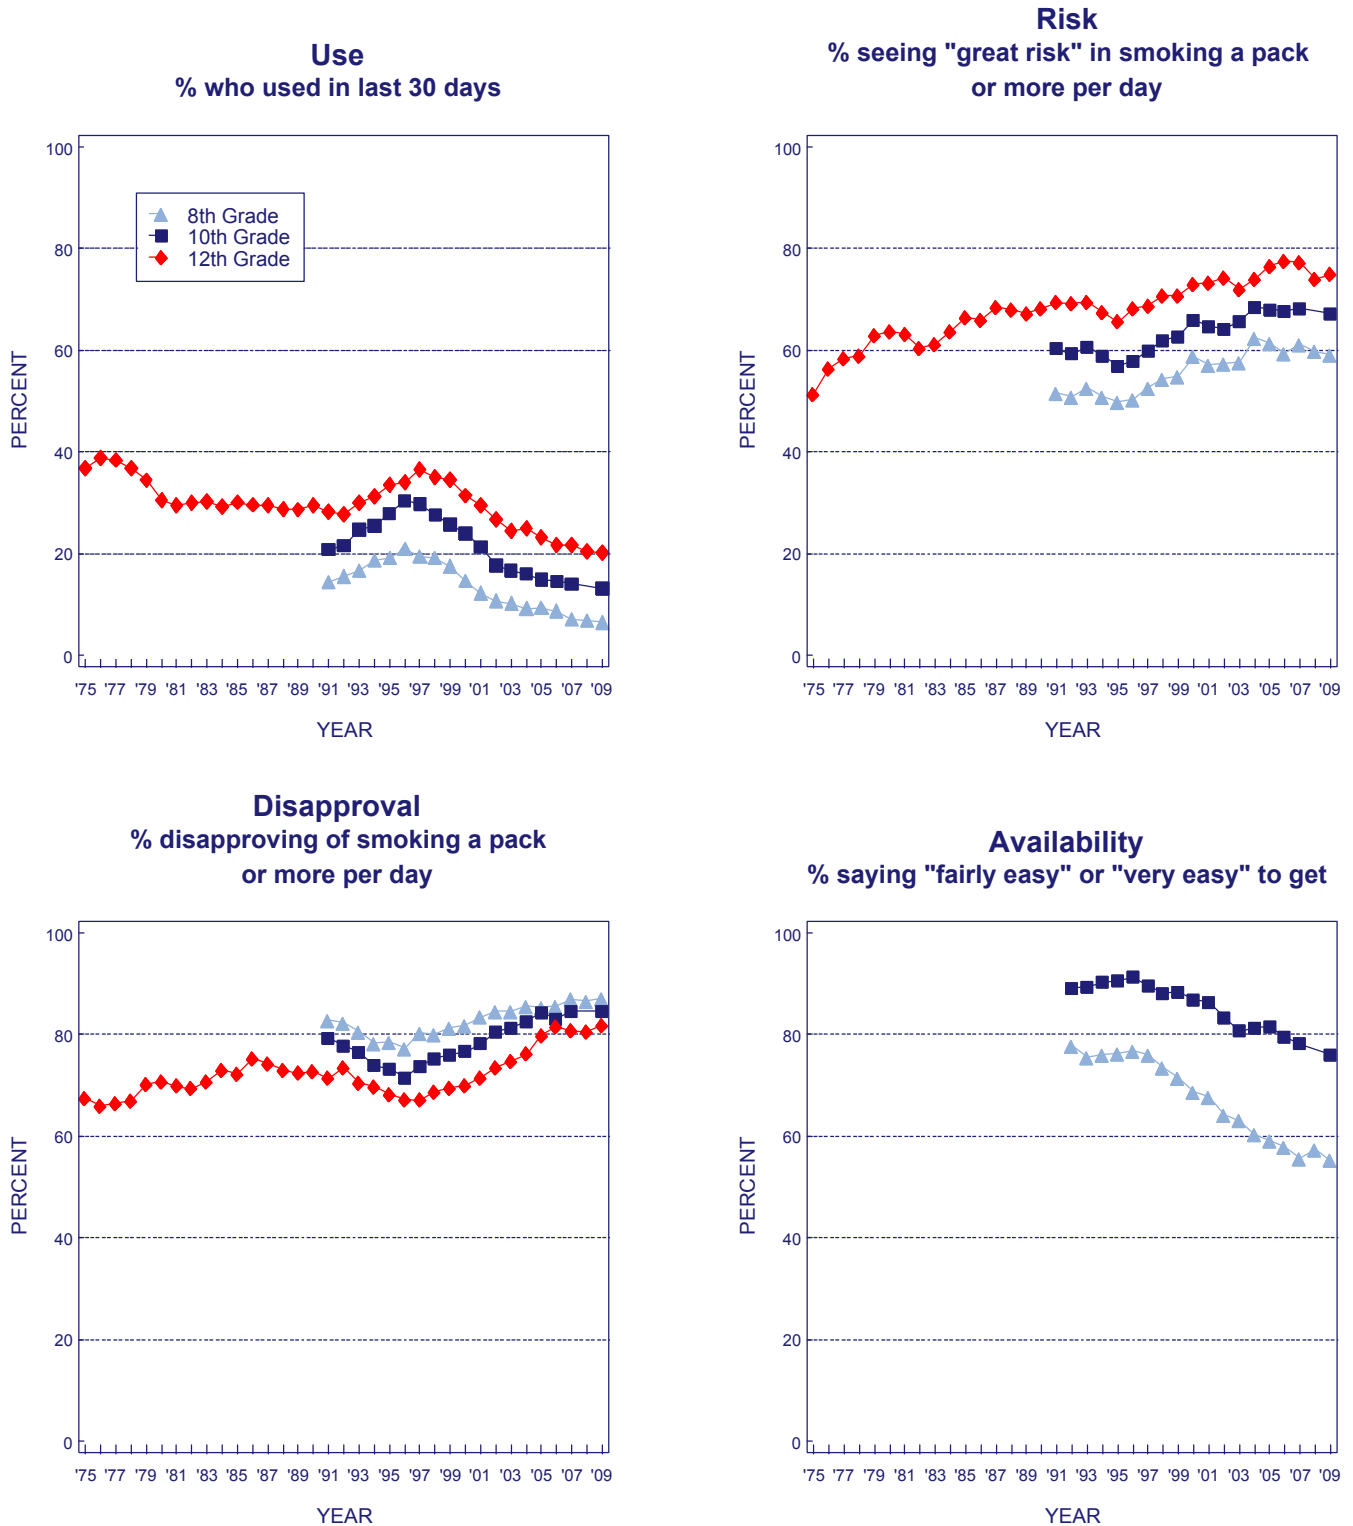 Use
% who used in last 30 days
100
80
60
40
20
0
PERCENT
8th Grade
10th Grade
12th Grade
'75 '77 '79 '81 '83 '85 '87 '89 '91 '93 '95 '97 '99 '01 '03 '05 '07 '09
YEAR
Risk
% seeing "great risk" in smoking a pack
or more per day
100
80
60
40
20
0
PERCENT
'75 '77 '79 '81 '83 '85 '87 '89 '91 '93 '95 '97 '99 '01 '03 '05 '07 '09
YEAR
Disapproval
% disapproving of smoking a pack
or more per day
100
80
60
40
20
0
PERCENT
'75 '77 '79 '81 '83 '85 '87 '89 '91 '93 '95 '97 '99 '01 '03 '05 '07 '09
YEAR
Availability
% saying "fairly easy" or "very easy" to get
100
80
60
40
20
0
PERCENT
'75 '77 '79 '81 '83 '85 '87 '89 '91 '93 '95 '97 '99 '01 '03 '05 '07 '09
YEAR